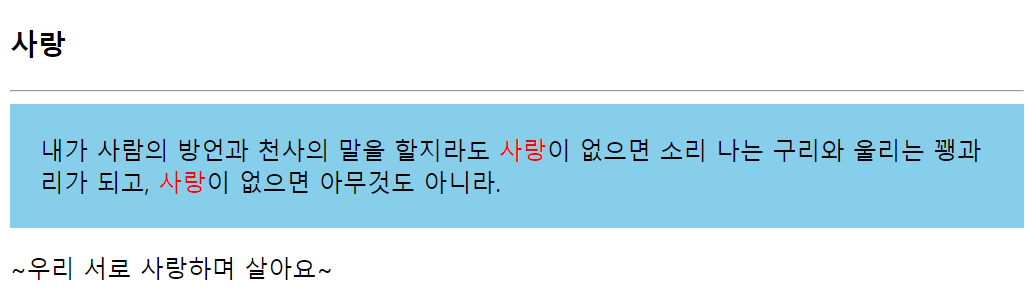 사랑
내가 사람의 방언과 천사의 말을 할지라도 사랑이 없으면 소리 나는 구리와 울리는 꽹과
리가 되고, 사랑이 없으면 아무것도 아니라.
~우리 서로 사랑하며 살아요~